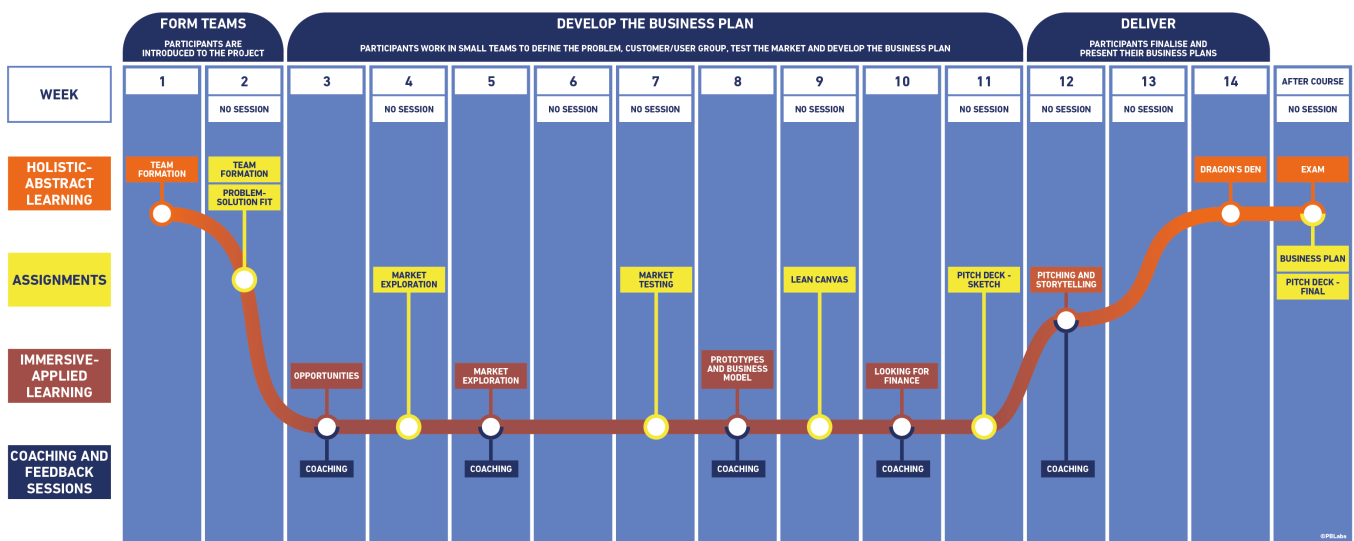 FORM TEAMS
PARTICIPANTS ARE
INTRODUCED TO THE PROJECT
DEVELOP THE BUSINESS PLAN
PARTICIPANTS WORK IN SMALL TEAMS TO DEFINE THE PROBLEM, CUSTOMER/USER GROUP, TEST THE MARKET AND DEVELOP THE BUSINESS PLAN
DELIVER
PARTICIPANTS FINALISE AND
PRESENT THEIR BUSINESS PLANS
WEEK
1
2
3
4
5
6
7
8
9
10
11
12
13
14
AFTER COURSE
NO SESSION
NO SESSION
NO SESSION
NO SESSION
NO SESSION
NO SESSION
NO SESSION
NO SESSION
NO SESSION
HOLISTIC-
ABSTRACT
LEARNING
TEAM
FORMATION
TEAM
FORMATION
PROBLEM-
SOLUTION FIT
DRAGON'S DEN
EXAM
ASSIGNMENTS
MARKET
EXPLORATION
MARKET
TESTING
LEAN CANVAS
PITCH DECK -
SKETCH
PITCHING AND
STORYTELLING
BUSINESS PLAN
PITCH DECK -
FINAL
IMMERSIVE-
APPLIED
LEARNING
OPPORTUNITIES
MARKET
EXPLORATION
PROTOTYPES
AND BUSINESS
MODEL
LOOKING FOR
FINANCE
COACHING AND
FEEDBACK
SESSIONS
COACHING
COACHING
COACHING
COACHING
COACHING
©PBLabs